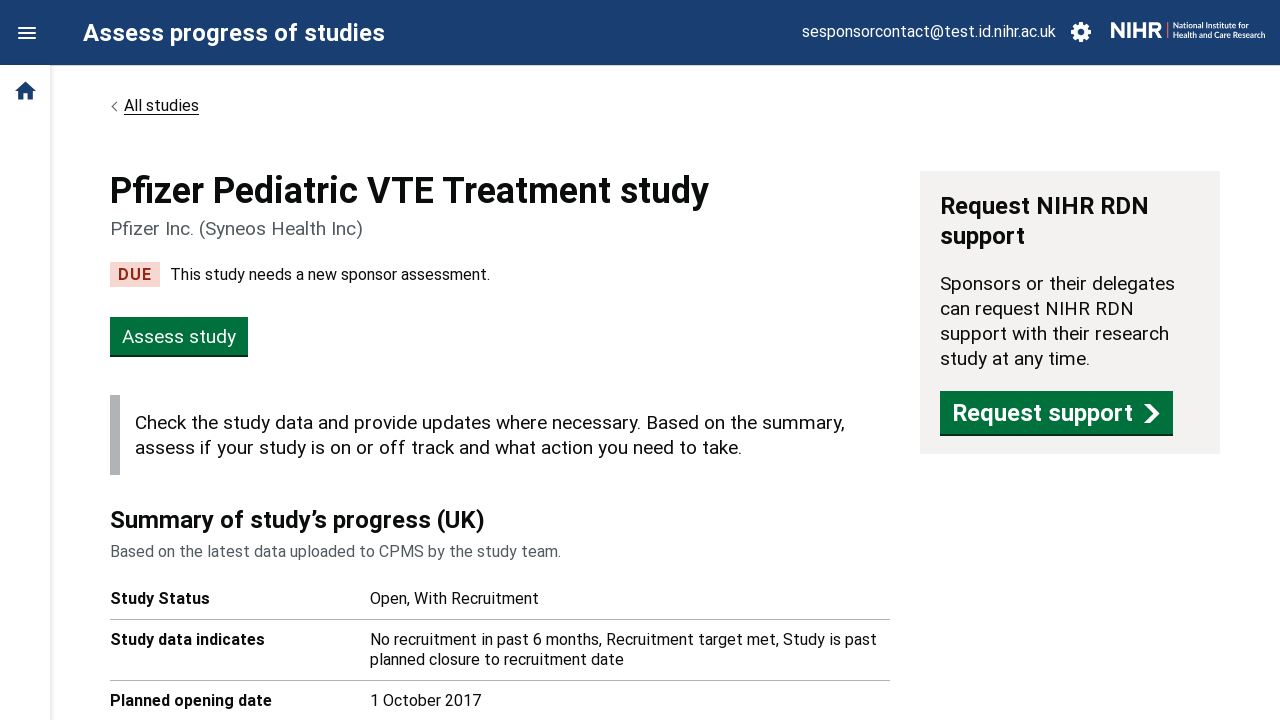 Assess progress of studies
sesponsorcontact@test.id.nihr.ac.uk
NIHR
National Institute for
Health and Care Research
All studies
Pfizer Pediatric VTE Treatment study
Pfizer Inc. (Syneos Health Inc)
DUE This study needs a new sponsor assessment.
Assess study
Check the study data and provide updates where necessary. Based on the summary,
assess if your study is on or off track and what action you need to take.
Summary of study’s progress (UK)
Based on the latest data uploaded to CPMS by the study team.
Study Status Open, With Recruitment
Study data indicates No recruitment in past 6 months, Recruitment target met, Study is past
planned closure to recruitment date
Planned opening date 1 October 2017
Request NIHR RDN
support
Sponsors or their delegates
can request NIHR RDN
support with their research
study at any time.
Request support